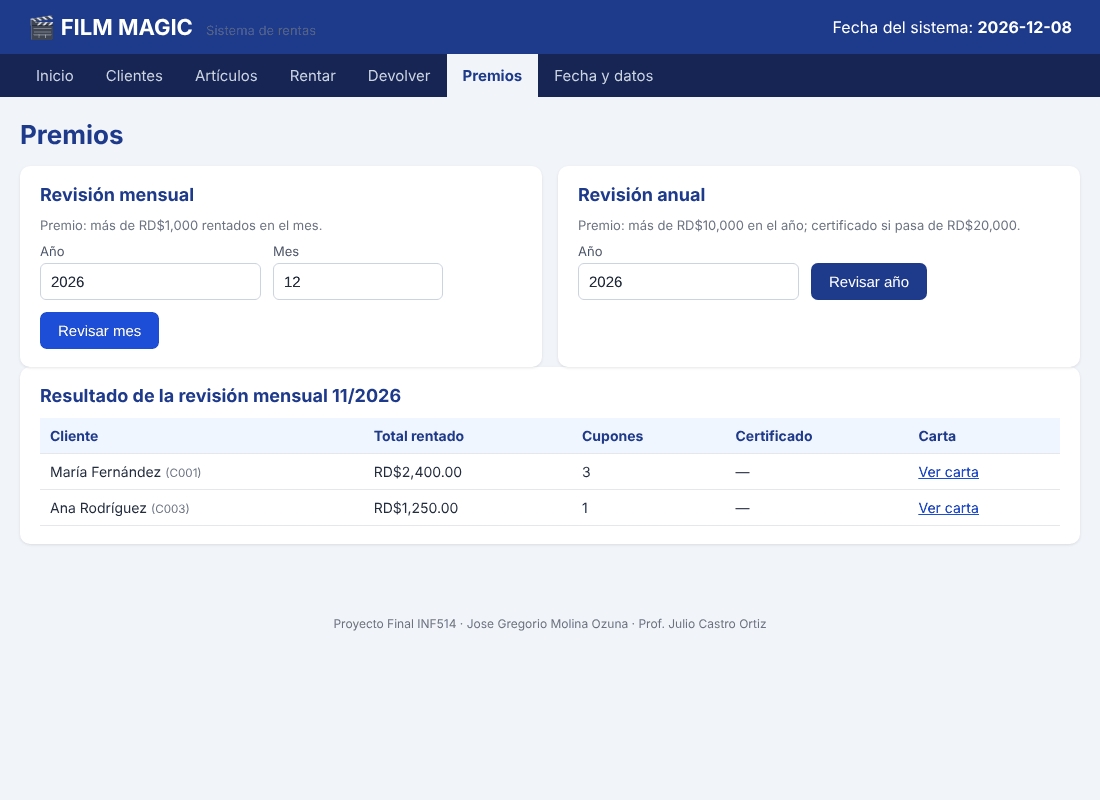 🎬 FILM MAGIC Sistema de rentas
Fecha del sistema: 2026-12-08
Inicio Clientes Artículos Rentar Devolver Premios Fecha y datos
Premios
Revisión mensual
Premio: más de RD$1,000 rentados en el mes.
Año Mes
2026 12
Revisar mes
Revisión anual
Premio: más de RD$10,000 en el año; certificado si pasa de RD$20,000.
Año
2026 Revisar año
Resultado de la revisión mensual 11/2026
Cliente Total rentado Cupones Certificado Carta
María Fernández (C001) RD$2,400.00 3 — Ver carta
Ana Rodríguez (C003) RD$1,250.00 1 — Ver carta
Proyecto Final INF514 · Jose Gregorio Molina Ozuna · Prof. Julio Castro Ortiz